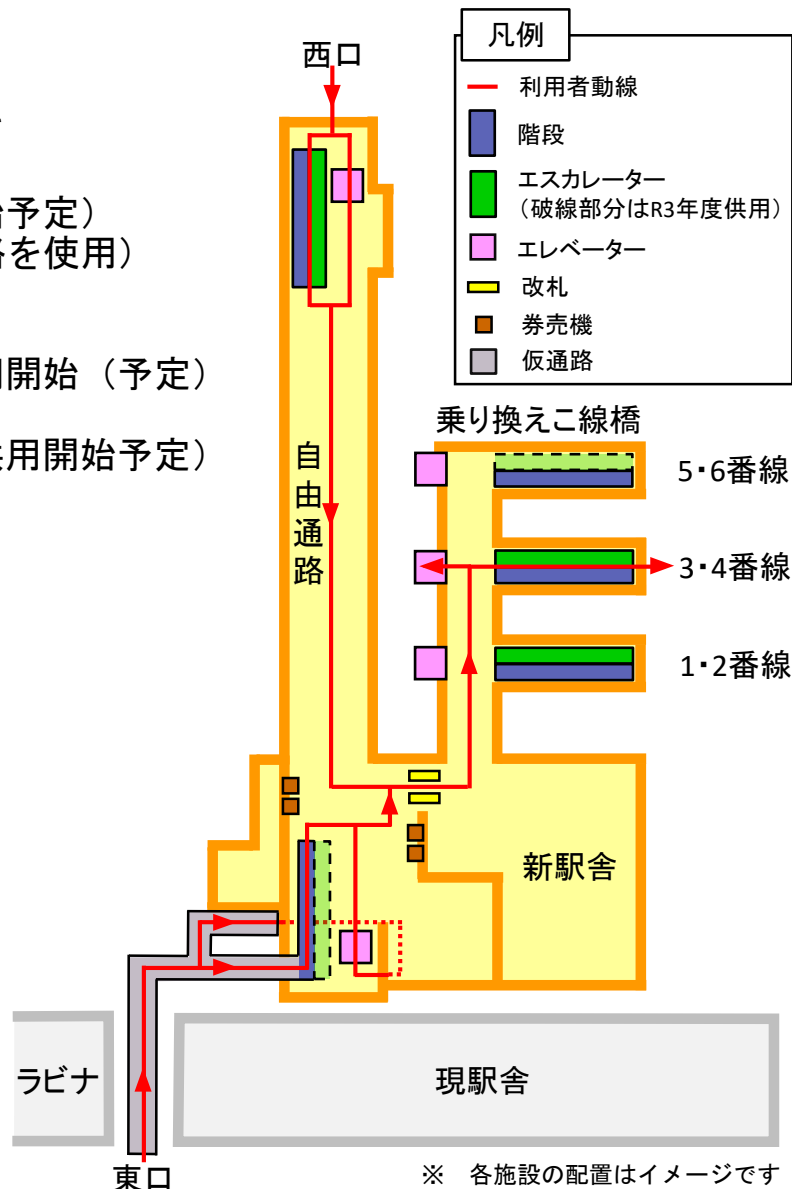 始予定）
路を使用）
開始（予定）
共用開始予定）
凡例
利用者動線
階段
エスカレーター
（破線部分はR3年度供用）
エレベーター
改札
券売機
仮通路
西口
自由通路
乗り換えこ線橋
5・6番線
3・4番線
1・2番線
新駅舎
ラビナ
現駅舎
東口
※　各施設の配置はイメージです